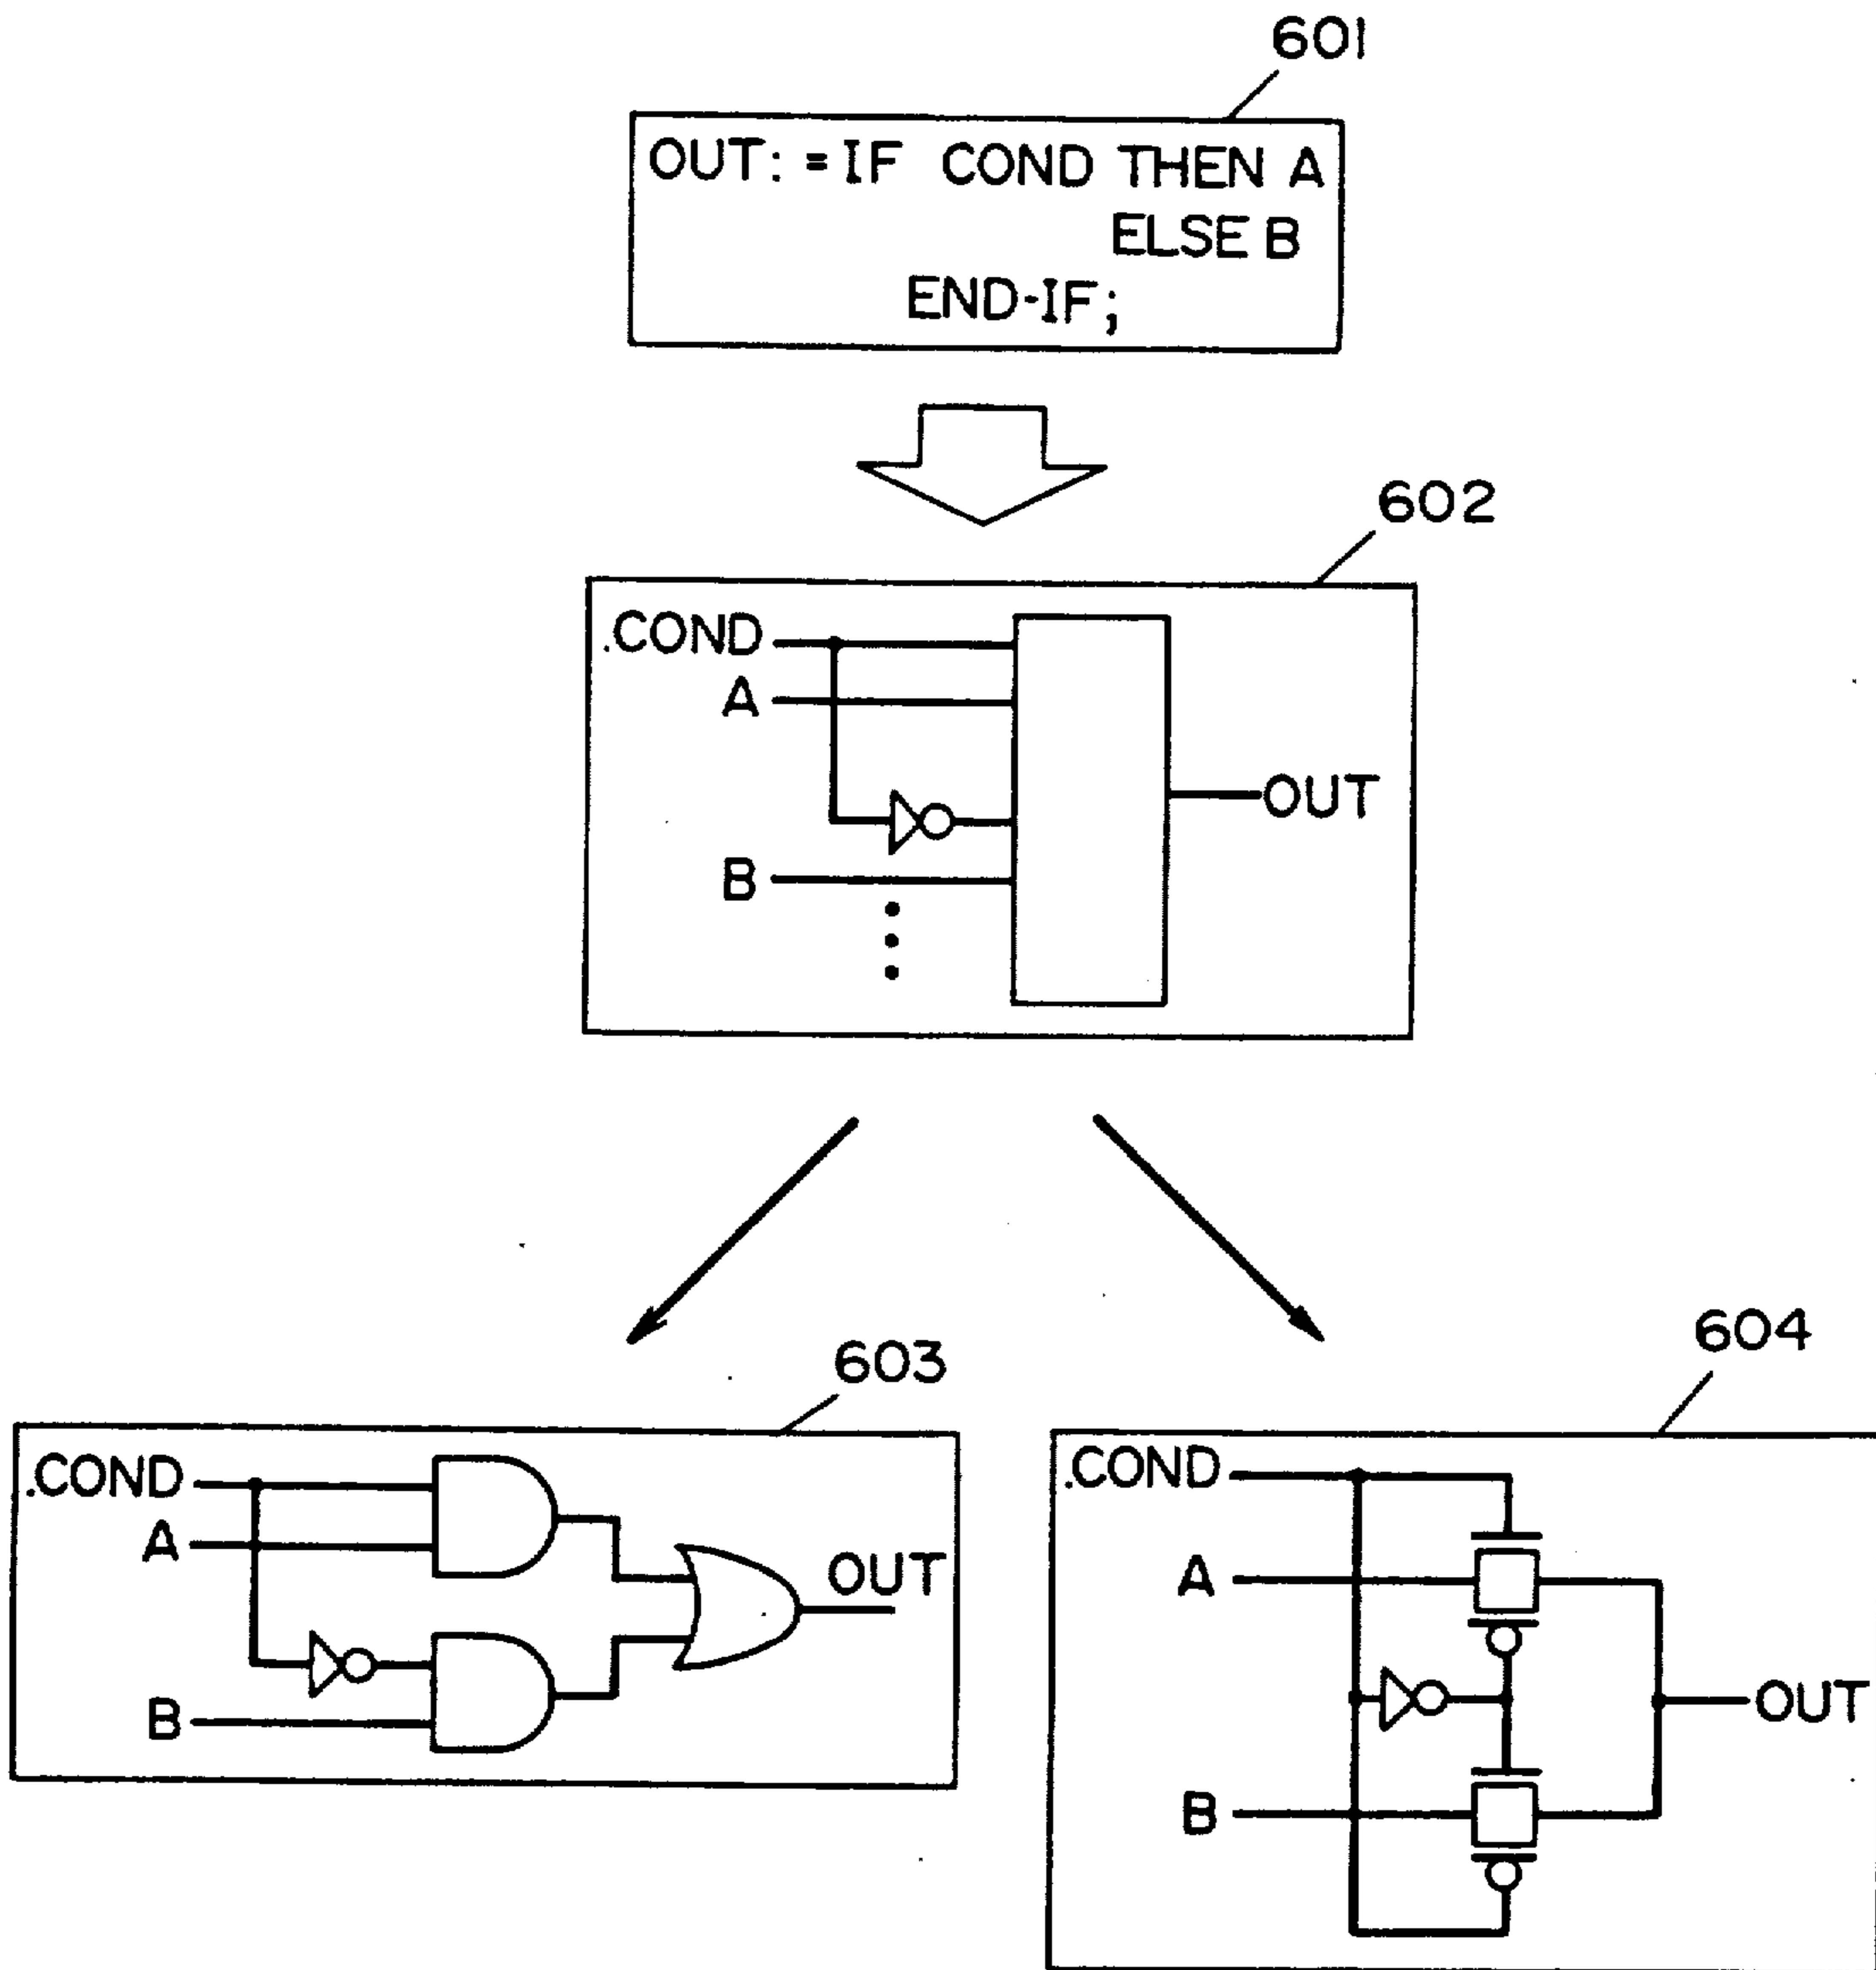 601
OUT: = IF COND THEN A
ELSE B
END-IF;
602
.COND
A
OUT
B
603
604
.COND
A
OUT
B
.COND
A
OUT
B